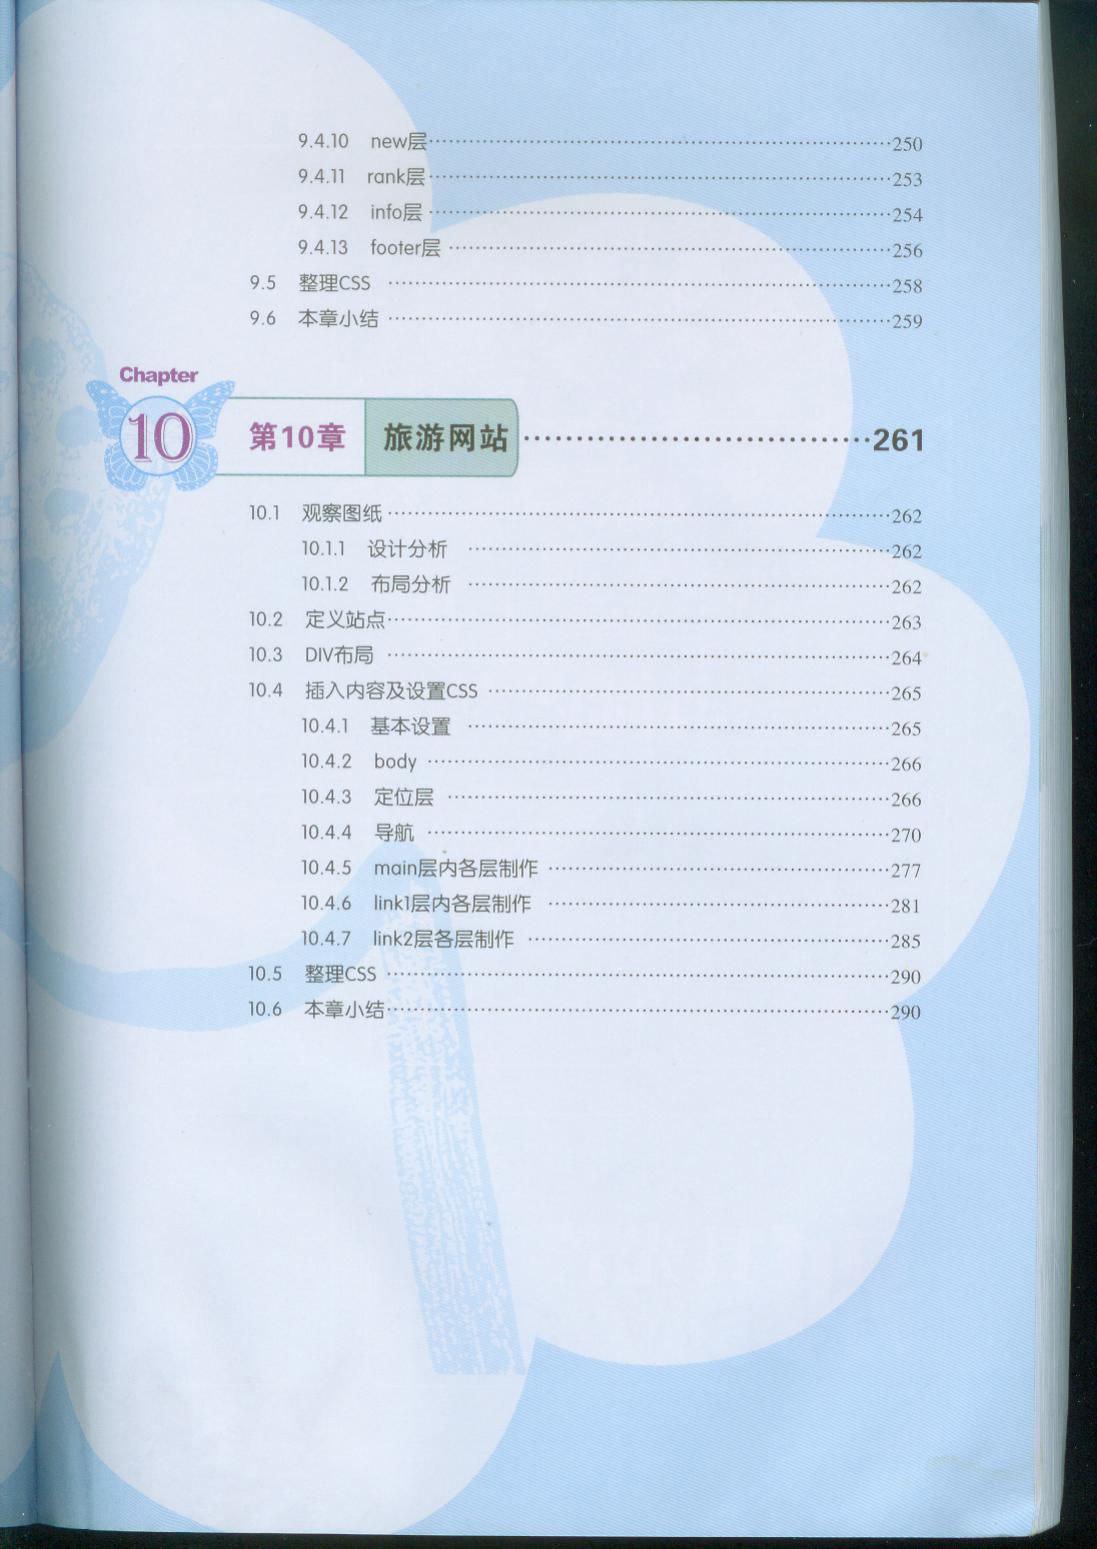 9.4.10 new层 250
9.4.11 rank层 253
9.4.12 info层 254
9.4.13 footer层 256
9.5 整理CSS 258
9.6 本章小结 259
Chapter
10 第10章 旅游网站 261
10.1 观察图纸 262
10.1.1 设计分析 262
10.1.2 布局分析 262
10.2 定义站点 263
10.3 DIV布局 264
10.4 插入内容及设置CSS 265
10.4.1 基本设置 265
10.4.2 body 266
10.4.3 定位层 266
10.4.4 导航 270
10.4.5 main层内各层制作 277
10.4.6 link1层内各层制作 281
10.4.7 link2层各层制作 285
10.5 整理CSS 290
10.6 本章小结 290